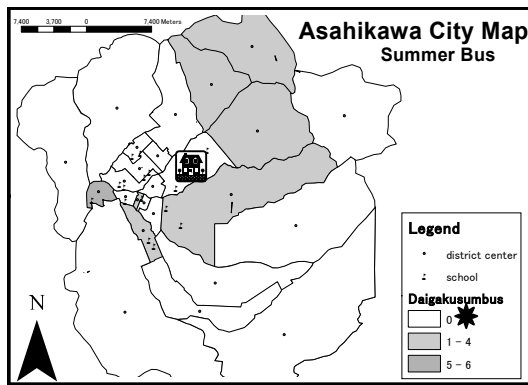 7,400 3,700 0 7,400 Meters
Asahikawa City Map
Summer Bus
N
Legend
district center
school
Daigakusumbus
0
1 - 4
5 - 6